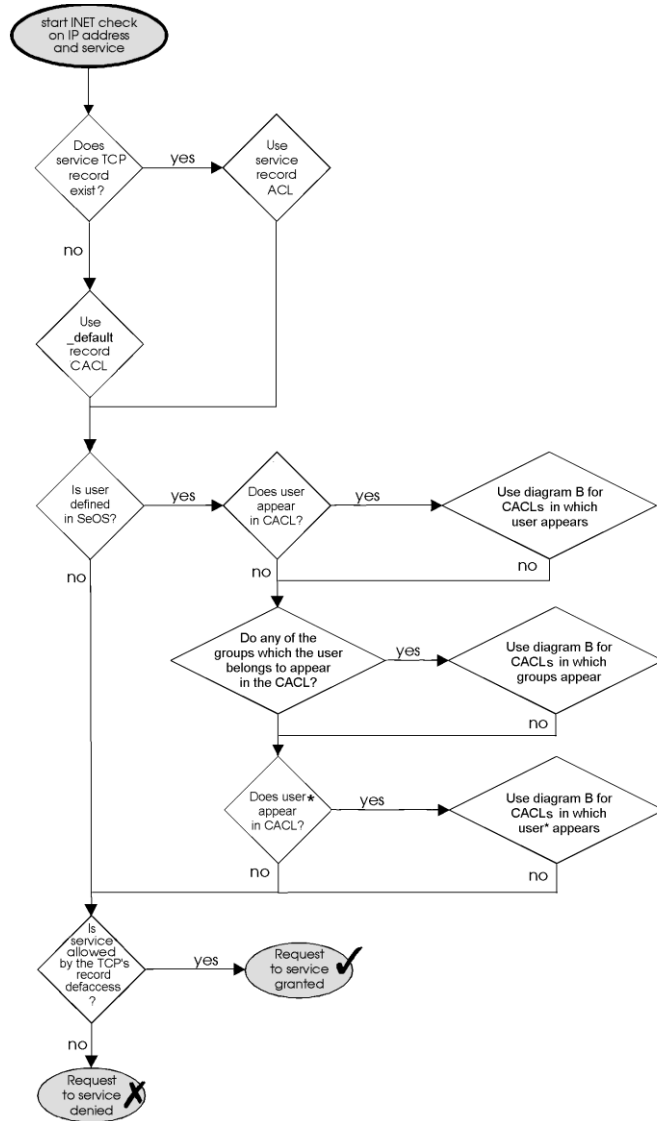 start INET check
on IP address
and service
Does
service TCP
record
exist?
yes
Use
service
record
ACL
no
Use
_default
record
CACL
Is user
defined
in SeOS?
yes
Does user
appear
in CACL?
yes
Use diagram B for
CACLs in which
user appears
no
no
no
Do any of the
groups which the user
belongs to appear
in the CACL?
yes
Use diagram B for
CACLs in which
groups appear
no
no
Does user*
appear
in CACL?
yes
Use diagram B for
CACLs in which
user* appears
no
no
Is
service
allowed
by the TCP's
record
defaccess
?
yes
Request
to service
granted
no
Request
to service
denied